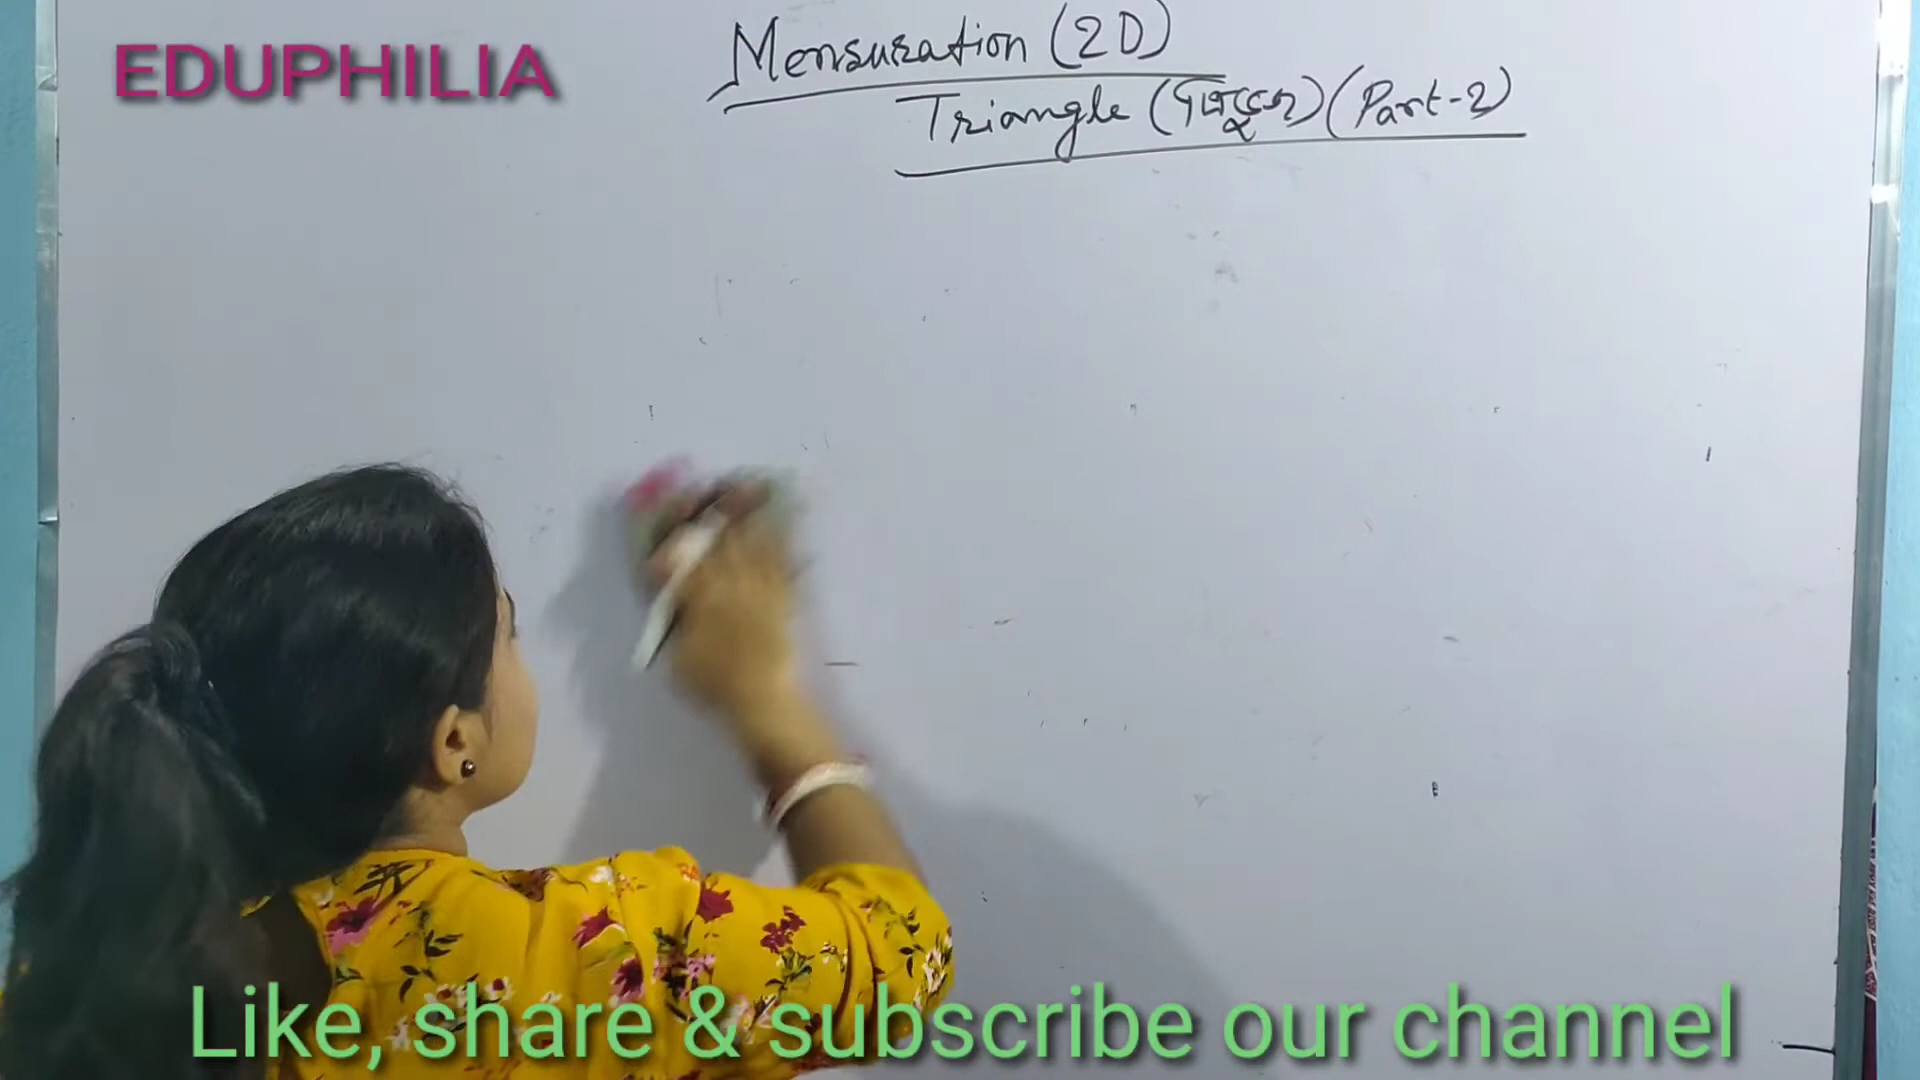 EDUPHILIA
Mensuration (2D)
Triangle (ত্রিভুজ) (Part-2)
Like, share & subscribe our channel